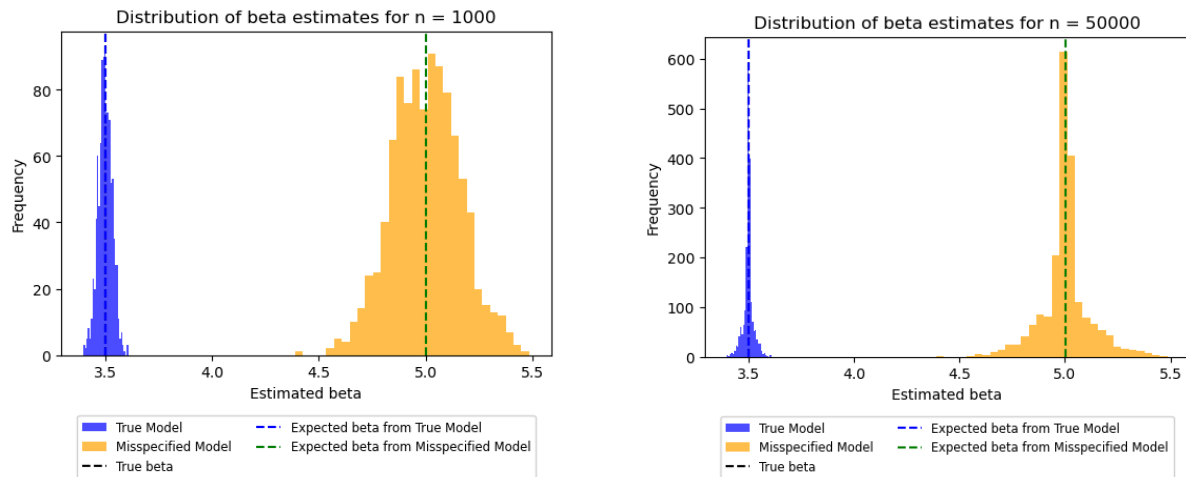 Distribution of beta estimates for n = 1000
Frequency
80
60
40
20
0
3.5 4.0 4.5 5.0 5.5
Estimated beta
True Model
Misspecified Model
True beta
Expected beta from True Model
Expected beta from Misspecified Model
Distribution of beta estimates for n = 50000
Frequency
600
500
400
300
200
100
0
3.5 4.0 4.5 5.0 5.5
Estimated beta
True Model
Misspecified Model
True beta
Expected beta from True Model
Expected beta from Misspecified Model